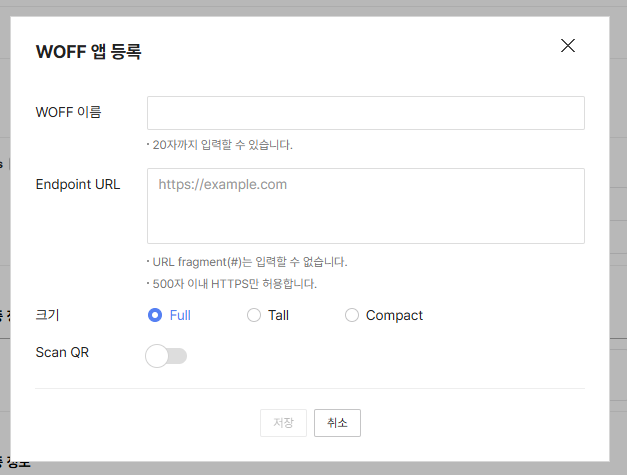 WOFF 앱 등록
WOFF 이름
· 20자까지 입력할 수 있습니다.
Endpoint URL
https://example.com
· URL fragment(#)는 입력할 수 없습니다.
· 500자 이내 HTTPS만 허용합니다.
크기
Full Tall Compact
Scan QR
저장 취소